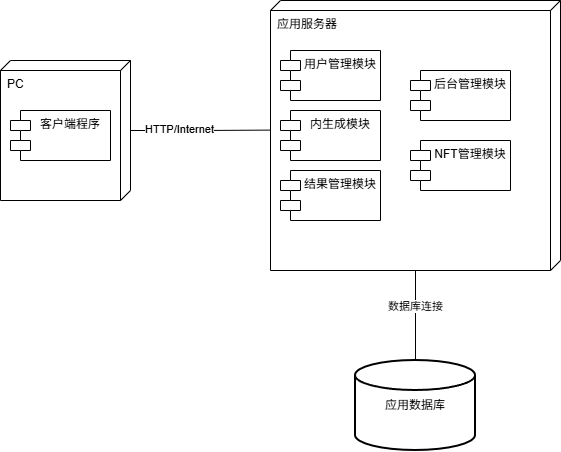 应用服务器
用户管理模块
后台管理模块
PC
客户端程序
HTTP/Internet
内生成模块
NFT管理模块
结果管理模块
数据库连接
应用数据库